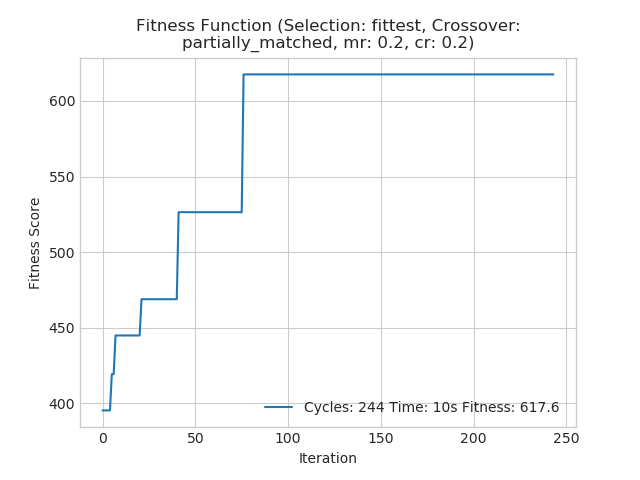 Fitness Function (Selection: fittest, Crossover:
partially_matched, mr: 0.2, cr: 0.2)
Fitness Score
600
550
500
450
400
Cycles: 244 Time: 10s Fitness: 617.6
0 50 100 150 200 250
Iteration